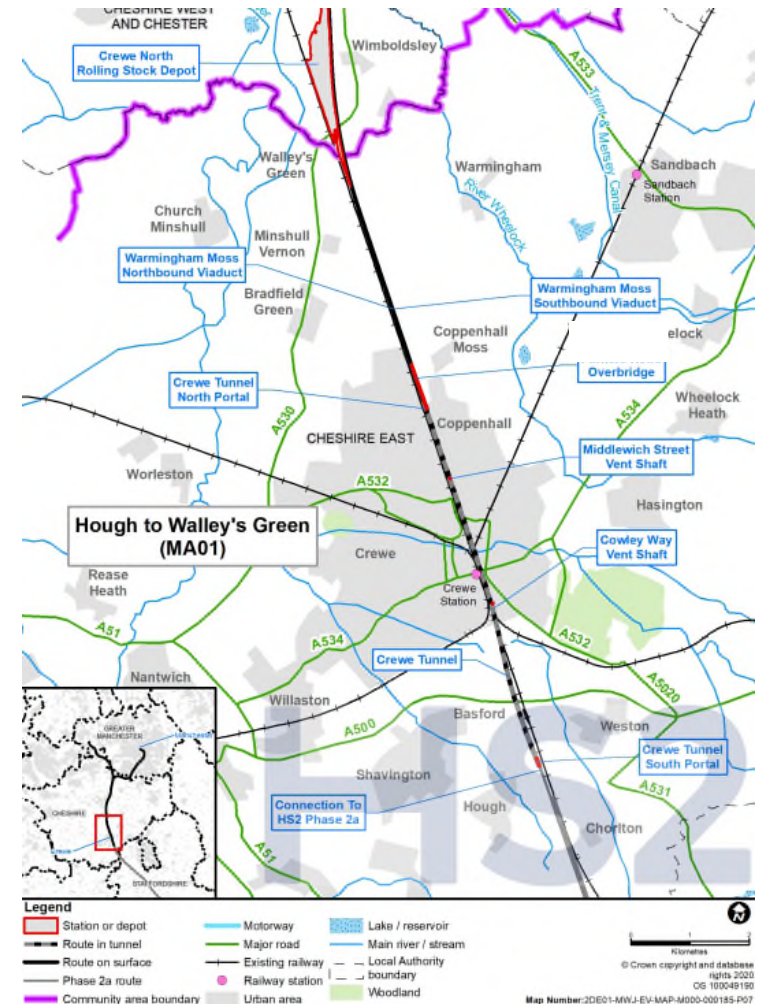 CHESHIRE WEST
AND CHESTER
Crewe North
Rolling Stock Depot
Wimboldsley
A533
Trent & Mersey Canal
Walley's
Green
Warmingham
River Wheelock
Sandbach
Sandbach
Station
Church
Minshull
Minshull
Vernon
Warmingham Moss
Northbound Viaduct
Warmingham Moss
Southbound Viaduct
Bradfield
Green
Coppenhall
Moss
elock
Overbridge
Crewe Tunnel
North Portal
A530
A534
Wheelock
Heath
Coppenhall
CHESHIRE EAST
Middlewich Street
Vent Shaft
Worleston
A532
Hasington
Hough to Walley's Green
(MA01)
Crewe
Cowley Way
Vent Shaft
Rease
Heath
Crewe
Station
A51
A534
A532
Crewe Tunnel
Nantwich
A5020
Willaston
Basford
Weston
A500
GREATER
MANCHESTER
Crewe Tunnel
South Portal
Shavington
HS2
A531
Connection To
HS2 Phase 2a
Hough
CHESHIRE
Chorlton
A51
STAFFORDSHIRE
Legend
Station or depot
Route in tunnel
Route on surface
Phase 2a route
Community area boundary
Motorway
Major road
Existing railway
Railway station
Urban area
Lake / reservoir
Main river / stream
Local Authority
boundary
Woodland
N
0 1 2
Kilometres
© Crown copyright and database
rights 2020
OS 100049190
Map Number:2DE01-MWJ-EV-MAP-M000-000185-P07